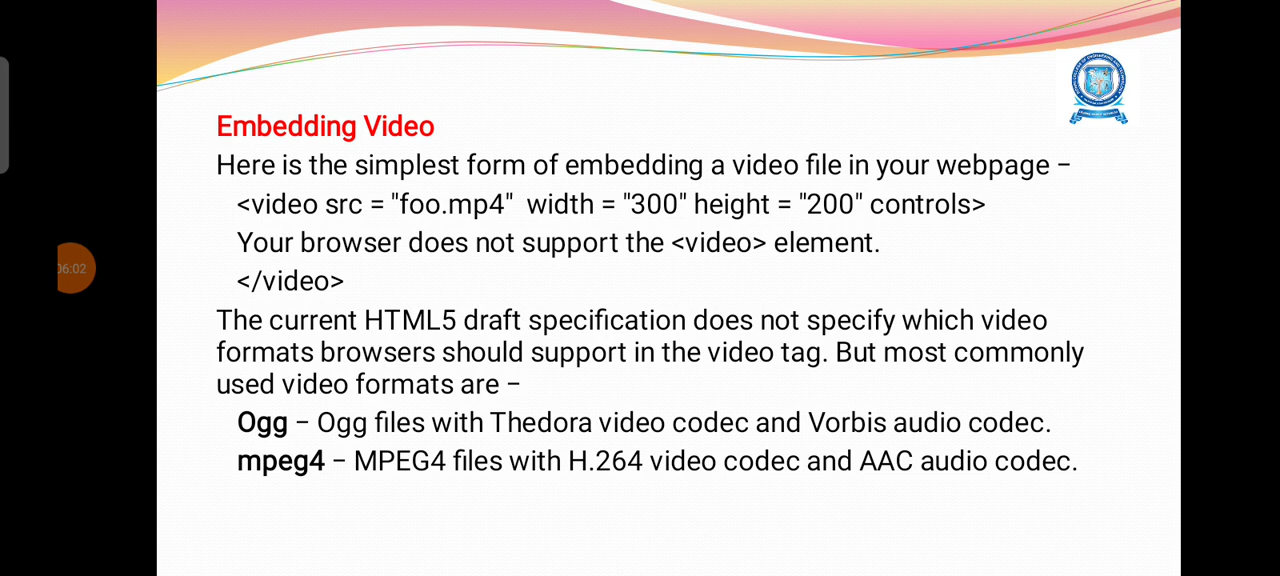 Embedding Video
Here is the simplest form of embedding a video file in your webpage −
<video src = "foo.mp4"  width = "300" height = "200" controls>
Your browser does not support the <video> element.
</video>
The current HTML5 draft specification does not specify which video
formats browsers should support in the video tag. But most commonly
used video formats are −
Ogg − Ogg files with Thedora video codec and Vorbis audio codec.
mpeg4 − MPEG4 files with H.264 video codec and AAC audio codec.
06:02